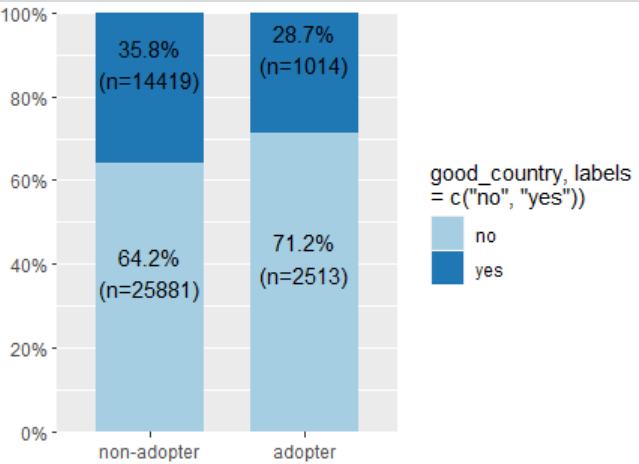 100%
80%
60%
40%
20%
0%
35.8%
(n=14419)
28.7%
(n=1014)
64.2%
(n=25881)
71.2%
(n=2513)
non-adopter
adopter
good_country, labels
= c("no", "yes"))
no
yes